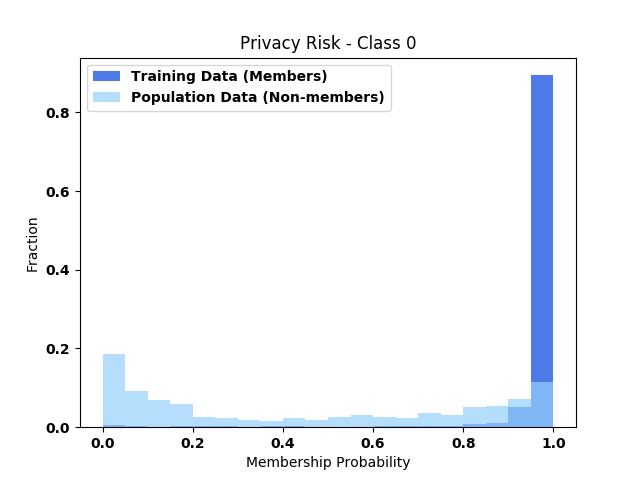 Privacy Risk - Class 0
Training Data (Members)
Population Data (Non-members)
Fraction
0.8
0.6
0.4
0.2
0.0
0.0 0.2 0.4 0.6 0.8 1.0
Membership Probability